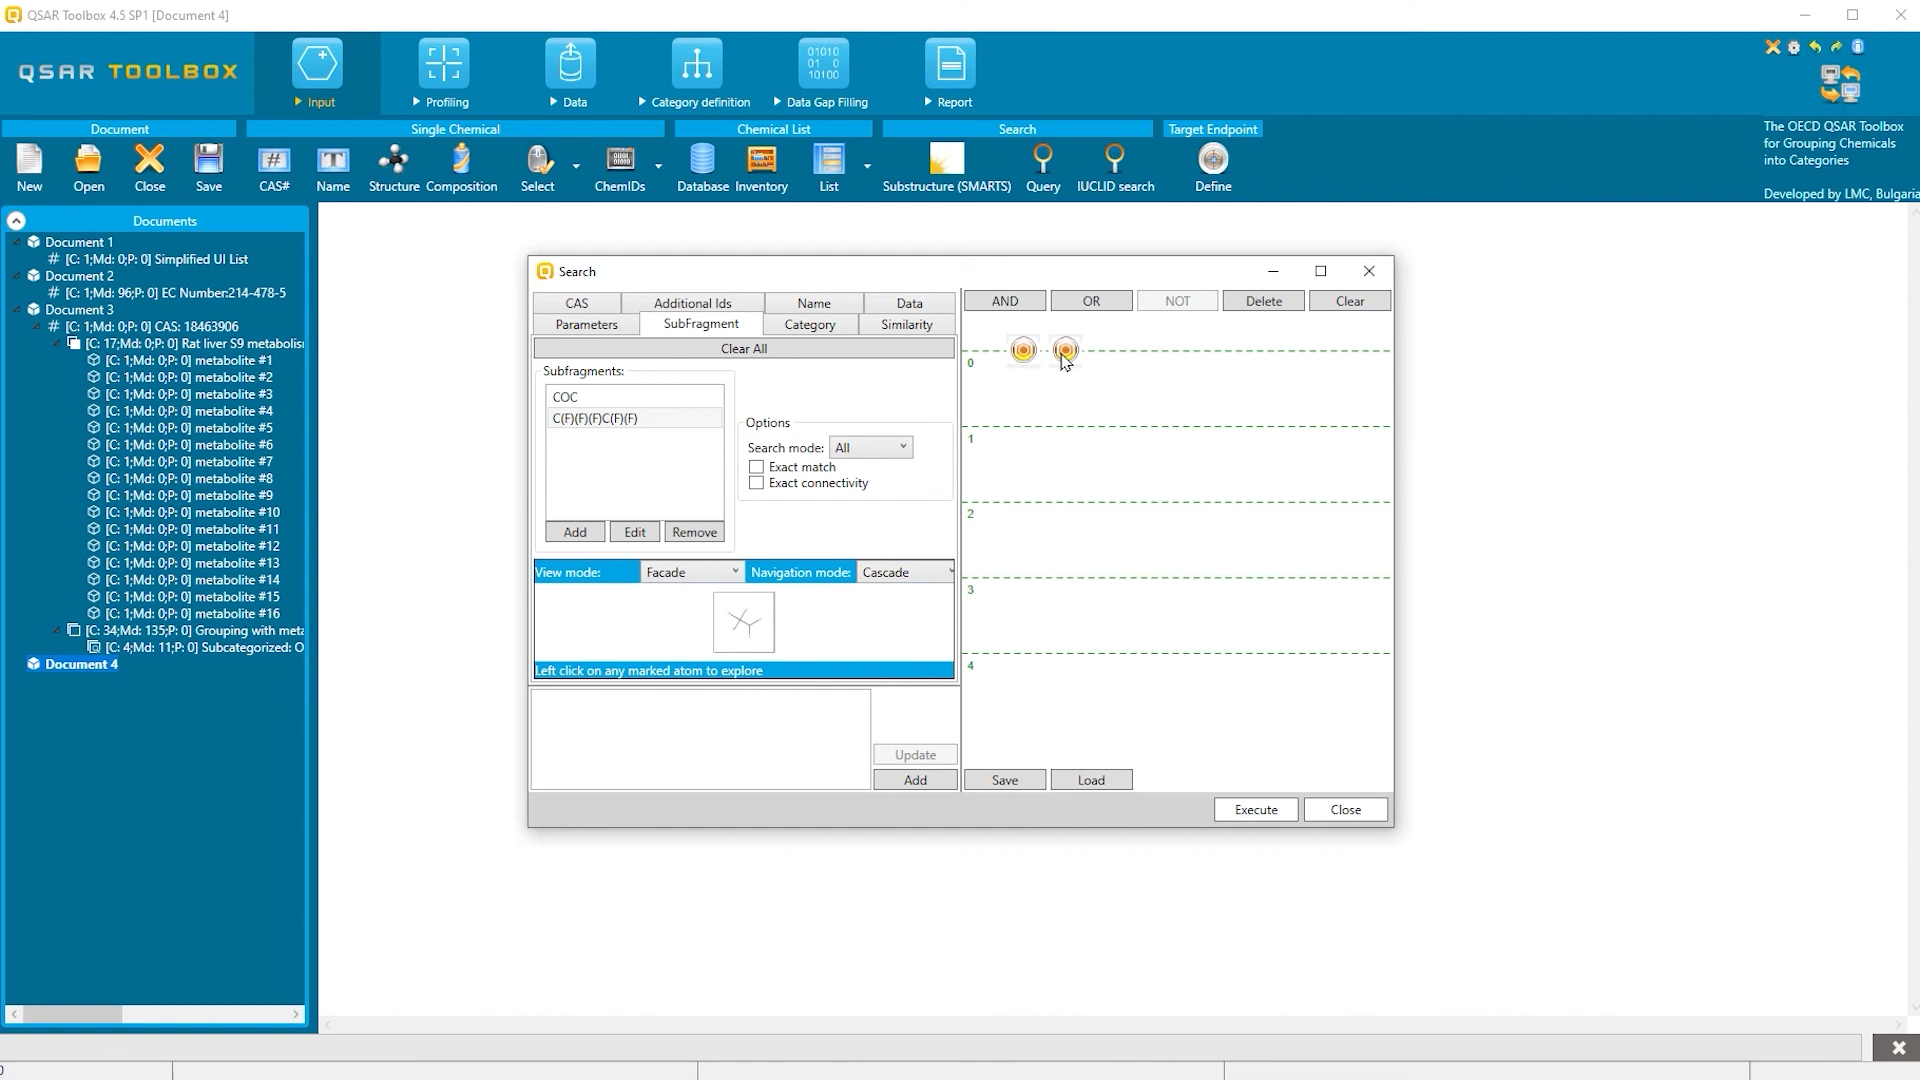 QSAR Toolbox 4.5 SP1 [Document 4]
QSAR TOOLBOX
Input
Profiling
01010
01 0
10100
Data
Category definition
Data Gap Filling
Report
Document
Single Chemical
Chemical List
Search
Target Endpoint
The OECD QSAR Toolbox
for Grouping Chemicals
into Categories
Developed by LMC, Bulgaria
New
Open
Close
Save
CAS#
Name
Structure
Composition
Select
ChemIDs
Database
Inventory
List
Substructure (SMARTS)
Query
IUCLID search
Define
Documents
Document 1
# [C: 1;Md: 0;P: 0] Simplified UI List
Document 2
# [C: 1;Md: 96;P: 0] EC Number:214-478-5
Document 3
# [C: 1;Md: 0;P: 0] CAS: 18463906
[C: 17;Md: 0;P: 0] Rat liver S9 metabolisr
[C: 1;Md: 0;P: 0] metabolite #1
[C: 1;Md: 0;P: 0] metabolite #2
[C: 1;Md: 0;P: 0] metabolite #3
[C: 1;Md: 0;P: 0] metabolite #4
[C: 1;Md: 0;P: 0] metabolite #5
[C: 1;Md: 0;P: 0] metabolite #6
[C: 1;Md: 0;P: 0] metabolite #7
[C: 1;Md: 0;P: 0] metabolite #8
[C: 1;Md: 0;P: 0] metabolite #9
[C: 1;Md: 0;P: 0] metabolite #10
[C: 1;Md: 0;P: 0] metabolite #11
[C: 1;Md: 0;P: 0] metabolite #12
[C: 1;Md: 0;P: 0] metabolite #13
[C: 1;Md: 0;P: 0] metabolite #14
[C: 1;Md: 0;P: 0] metabolite #15
[C: 1;Md: 0;P: 0] metabolite #16
[C: 34;Md: 135;P: 0] Grouping with meta
[C: 4;Md: 11;P: 0] Subcategorized: O
Document 4
Search
CAS
Additional Ids
Name
Data
Parameters
SubFragment
Category
Similarity
Clear All
Subfragments:
COC
C(F)(F)(F)C(F)(F)
Add
Edit
Remove
Options
Search mode: All
Exact match
Exact connectivity
View mode: Facade
Navigation mode: Cascade
Left click on any marked atom to explore
Update
Add
AND
OR
NOT
Delete
Clear
0
1
2
3
4
Save
Load
Execute
Close
0